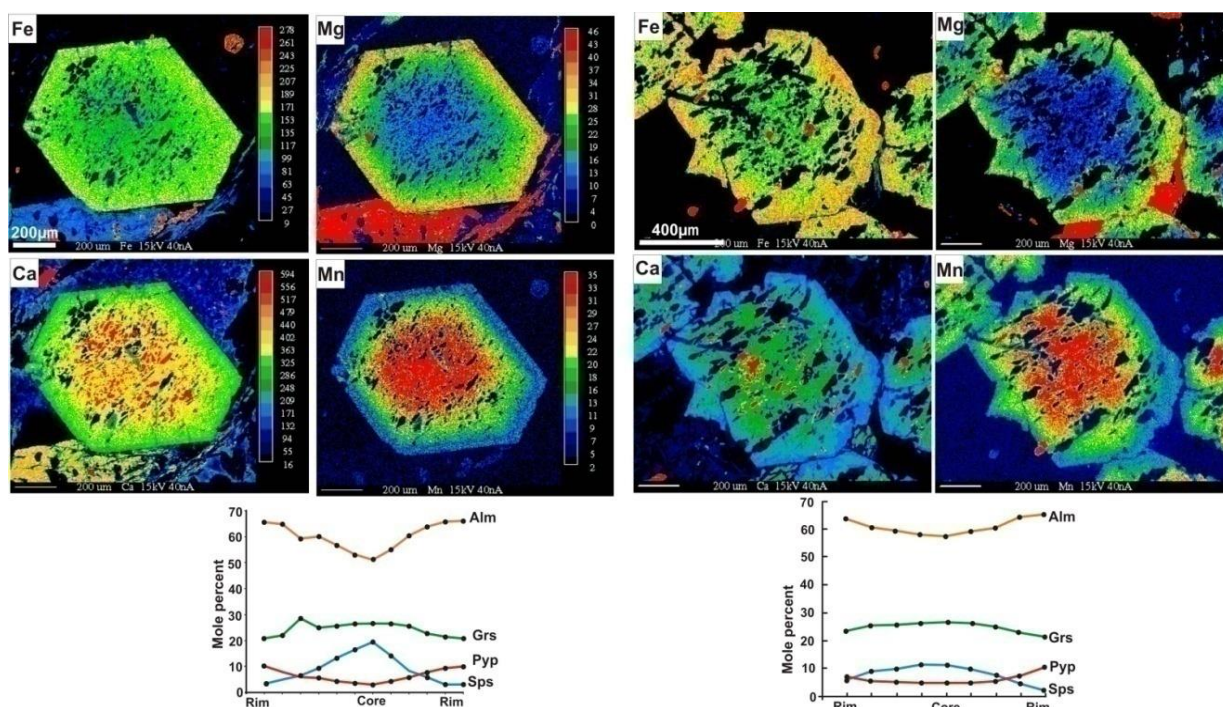 Fe
278
261
243
225
207
189
171
153
135
117
99
81
63
45
27
9
200µm
200 um Fe 15kV 40nA
Mg
46
43
40
37
34
31
28
25
22
19
16
13
10
7
4
0
200 um Mg 15kV 40nA
Fe
400µm
200 um Fe 15kV 40nA
Mg
200 um Mg 15kV 40nA
Ca
594
556
517
479
440
402
363
325
286
248
209
171
132
94
55
16
200 um Ca 15kV 40nA
Mn
35
33
31
29
27
24
22
20
18
16
13
11
9
7
5
2
200 um Mn 15kV 40nA
Ca
200 um Ca 15kV 40nA
Mn
200 um Mn 15kV 40nA
Mole percent
70
60
50
40
30
20
10
0
Alm
Grs
Pyp
Sps
Rim Core Rim
Mole percent
70
60
50
40
30
20
10
0
Alm
Grs
Pyp
Sps
Rim Core Rim